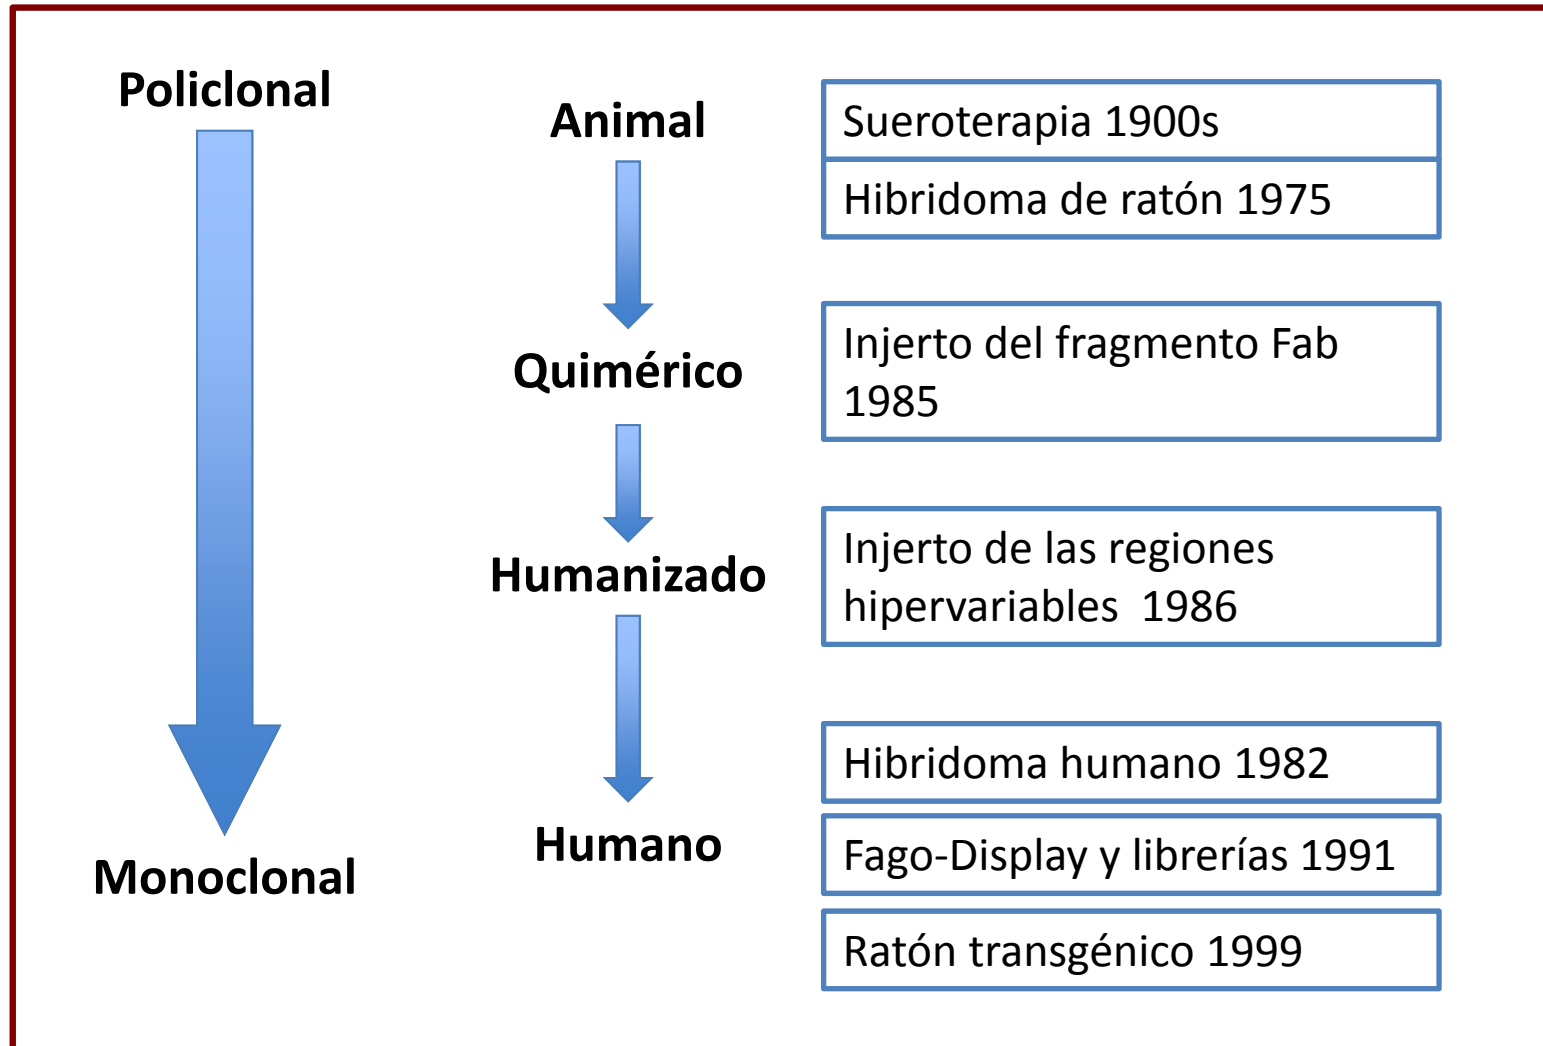 Policlonal
Monoclonal
Animal
Quimérico
Humanizado
Humano
Sueroterapia 1900s
Hibridoma de ratón 1975
Injerto del fragmento Fab
1985
Injerto de las regiones
hipervariables  1986
Hibridoma humano 1982
Fago-Display y librerías 1991
Ratón transgénico 1999